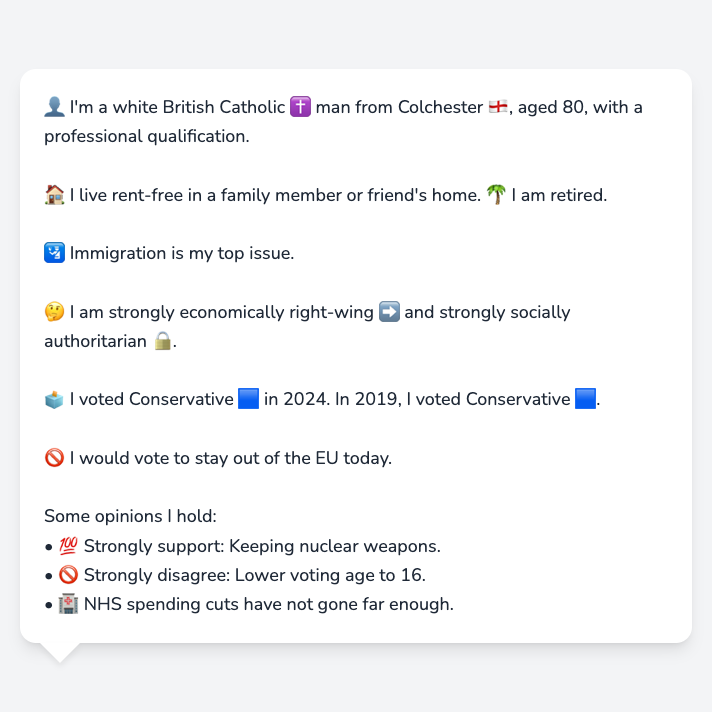 👤 I'm a white British Catholic ✝️ man from Colchester 🏴󠁧󠁢󠁥󠁮󠁧󠁿, aged 80, with a
professional qualification.
🏠 I live rent-free in a family member or friend's home. 🌴 I am retired.
🛂 Immigration is my top issue.
🤔 I am strongly economically right-wing ➡️ and strongly socially
authoritarian 🔒.
🗳️ I voted Conservative 🟦 in 2024. In 2019, I voted Conservative 🟦.
🚫 I would vote to stay out of the EU today.
Some opinions I hold:
• 💯 Strongly support: Keeping nuclear weapons.
• 🚫 Strongly disagree: Lower voting age to 16.
• 🏥 NHS spending cuts have not gone far enough.